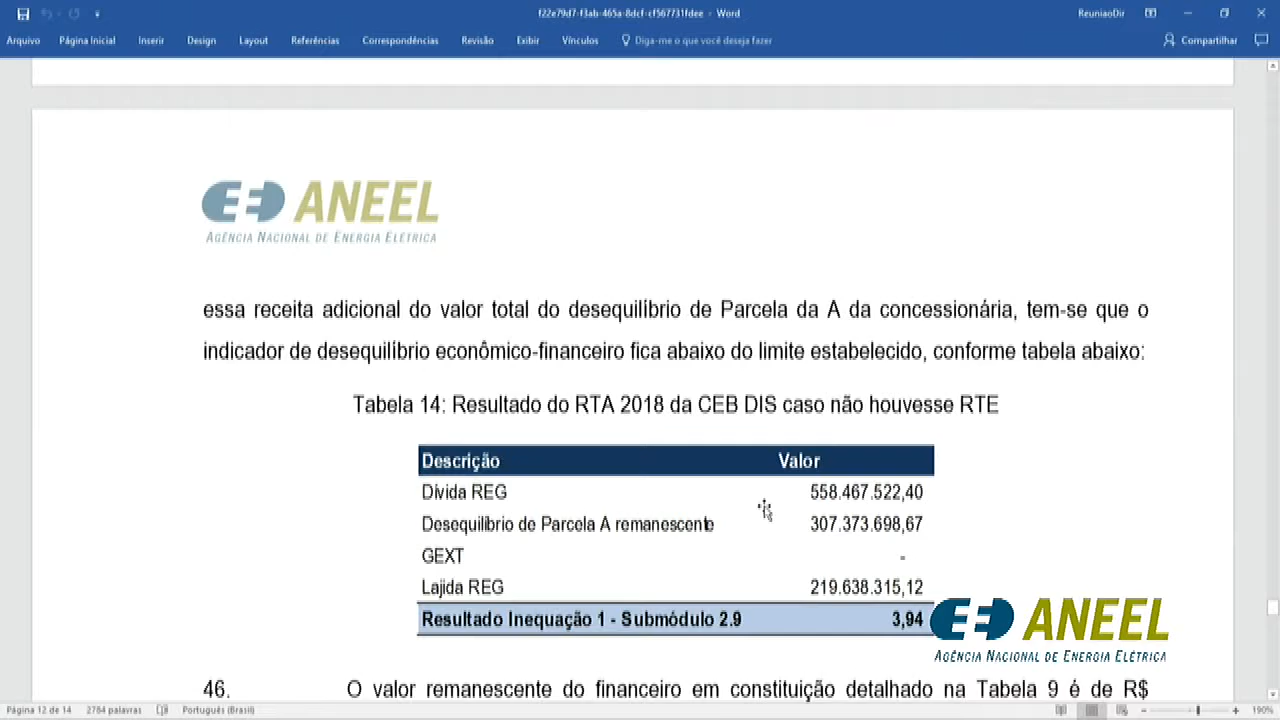 f22e79d7-f3ab-465a-8dcf-cf567731fdee - Word
ReuniaoDir
Arquivo Página Inicial Inserir Design Layout Referências Correspondências Revisão Exibir Vínculos Diga-me o que você deseja fazer Compartilhar
ANEEL
AGÊNCIA NACIONAL DE ENERGIA ELÉTRICA
essa receita adicional do valor total do desequilíbrio de Parcela da A da concessionária, tem-se que o
indicador de desequilíbrio econômico-financeiro fica abaixo do limite estabelecido, conforme tabela abaixo:
Tabela 14: Resultado do RTA 2018 da CEB DIS caso não houvesse RTE
Descrição Valor
Dívida REG 558.467.522,40
Desequilíbrio de Parcela A remanescente 307.373.698,67
GEXT -
Lajida REG 219.638.315,12
Resultado Inequação 1 - Submódulo 2.9 3,94
ANEEL
AGÊNCIA NACIONAL DE ENERGIA ELÉTRICA
46. O valor remanescente do financeiro em constituição detalhado na Tabela 9 é de R$
Página 12 de 14 2784 palavras Português (Brasil) 190%